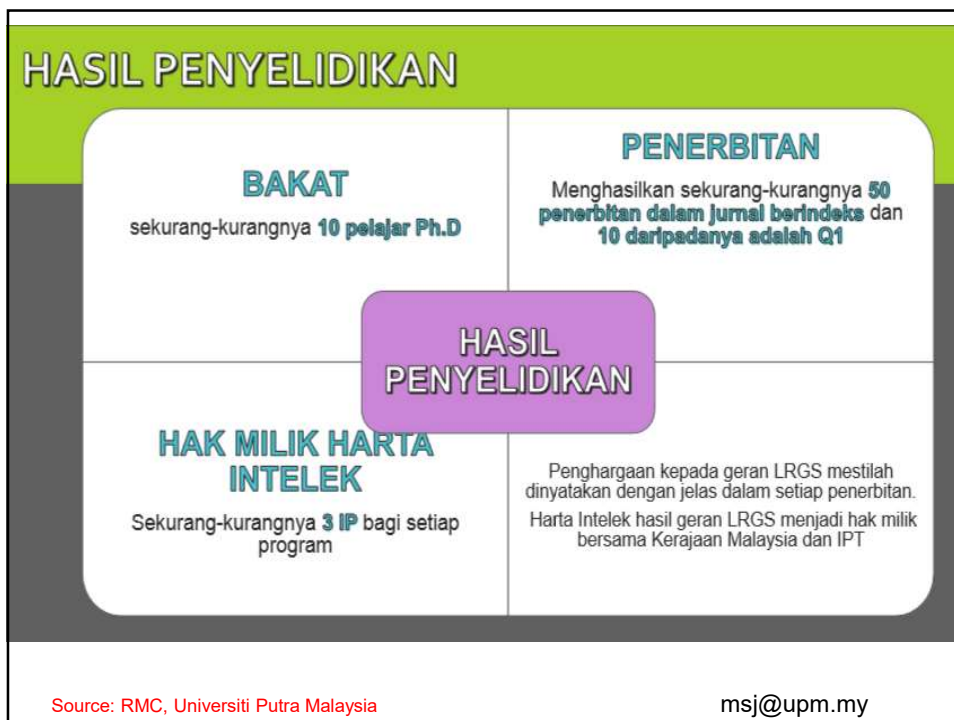 HASIL PENYELIDIKAN
BAKAT
sekurang-kurangnya 10 pelajar Ph.D
PENERBITAN
Menghasilkan sekurang-kurangnya 50
penerbitan dalam jurnal berindeks dan
10 daripadanya adalah Q1
HASIL
PENYELIDIKAN
HAK MILIK HARTA
INTELEK
Sekurang-kurangnya 3 IP bagi setiap
program
Penghargaan kepada geran LRGS mestilah
dinyatakan dengan jelas dalam setiap penerbitan.
Harta Intelek hasil geran LRGS menjadi hak milik
bersama Kerajaan Malaysia dan IPT
Source: RMC, Universiti Putra Malaysia
msj@upm.my